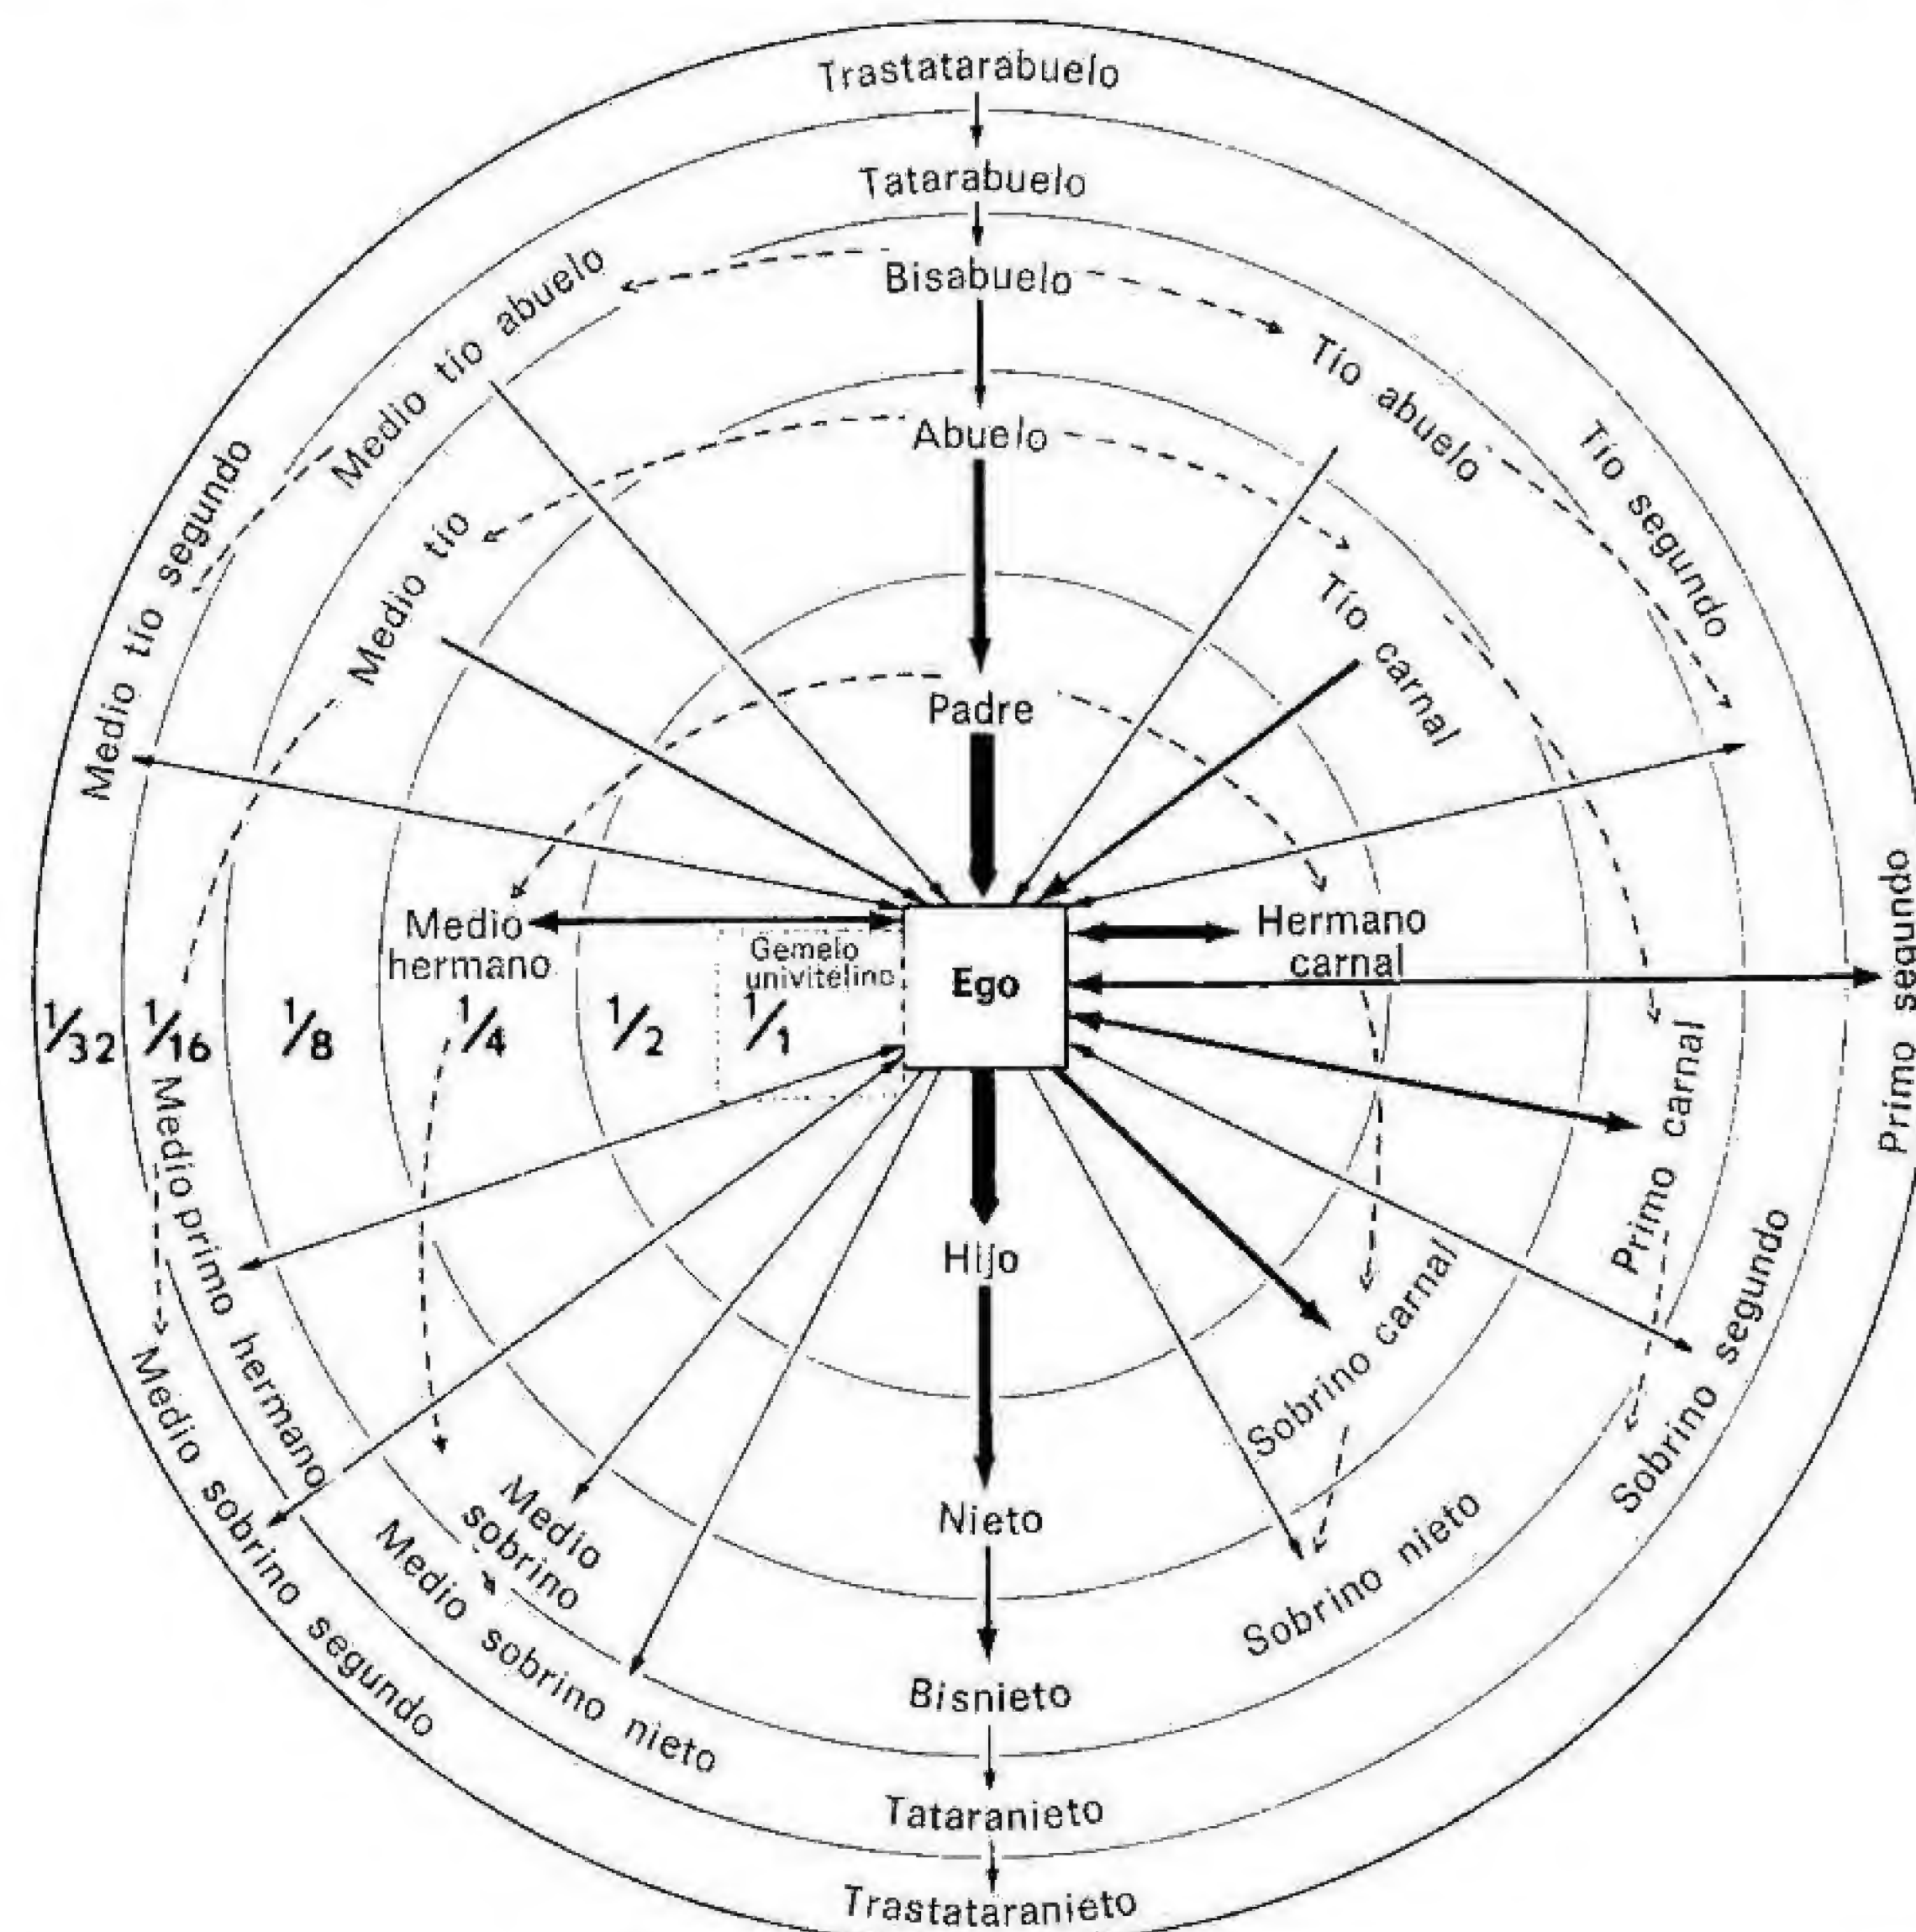 Trastatarabuelo
Tatarabuelo
Bisabuelo
Medio tío abuelo
Tío abuelo
Abuelo
Tío segundo
Medio tío segundo
Medio tío
Tío carnal
Padre
Medio
hermano
Gemelo
univitelino
Ego
Hermano
carnal
Primo segundo
1/32
1/16
1/8
1/4
1/2
1/1
Primo carnal
Medio primo hermano
Hijo
Sobrino carnal
Sobrino segundo
Medio sobrino segundo
Medio
sobrino
Nieto
Sobrino nieto
Medio sobrino nieto
Bisnieto
Tataranieto
Trastataranieto